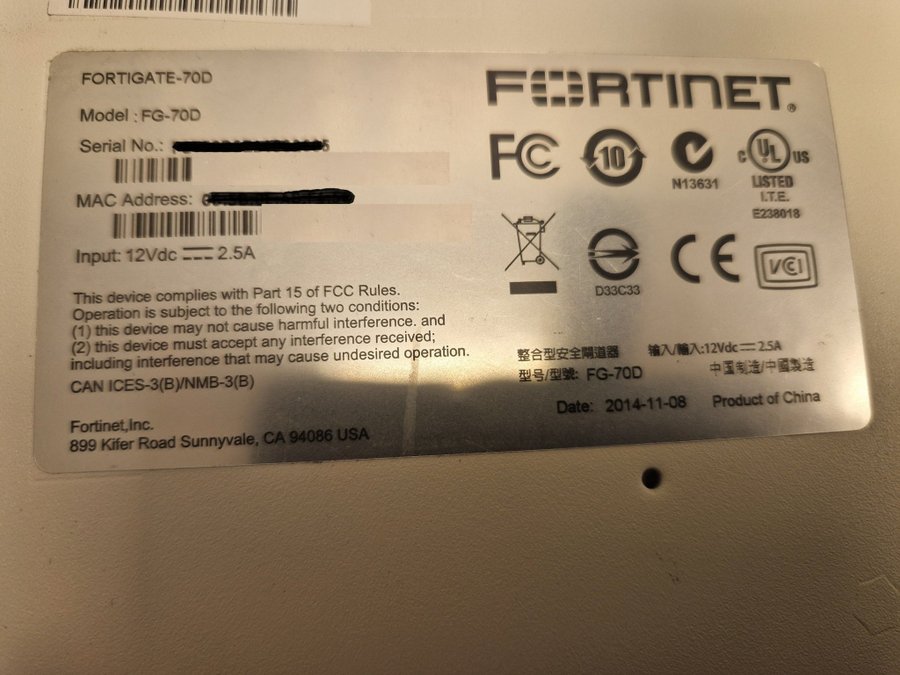 FORTIGATE-70D
Model : FG-70D
Serial No.:
MAC Address:
Input: 12Vdc ⎓ 2.5A
This device complies with Part 15 of FCC Rules.
Operation is subject to the following two conditions:
(1) this device may not cause harmful interference. and
(2) this device must accept any interference received;
including interference that may cause undesired operation.
CAN ICES-3(B)/NMB-3(B)
Fortinet,Inc.
899 Kifer Road Sunnyvale, CA 94086 USA
FORTINET®
FC 10 N13631
c UL US
LISTED
I.T.E.
E238018
D33C33
CE VCI
整合型安全閘道器 输入/輸入:12Vdc ⎓ 2.5A
型号/型號: FG-70D 中国制造/中國製造
Date: 2014-11-08 Product of China